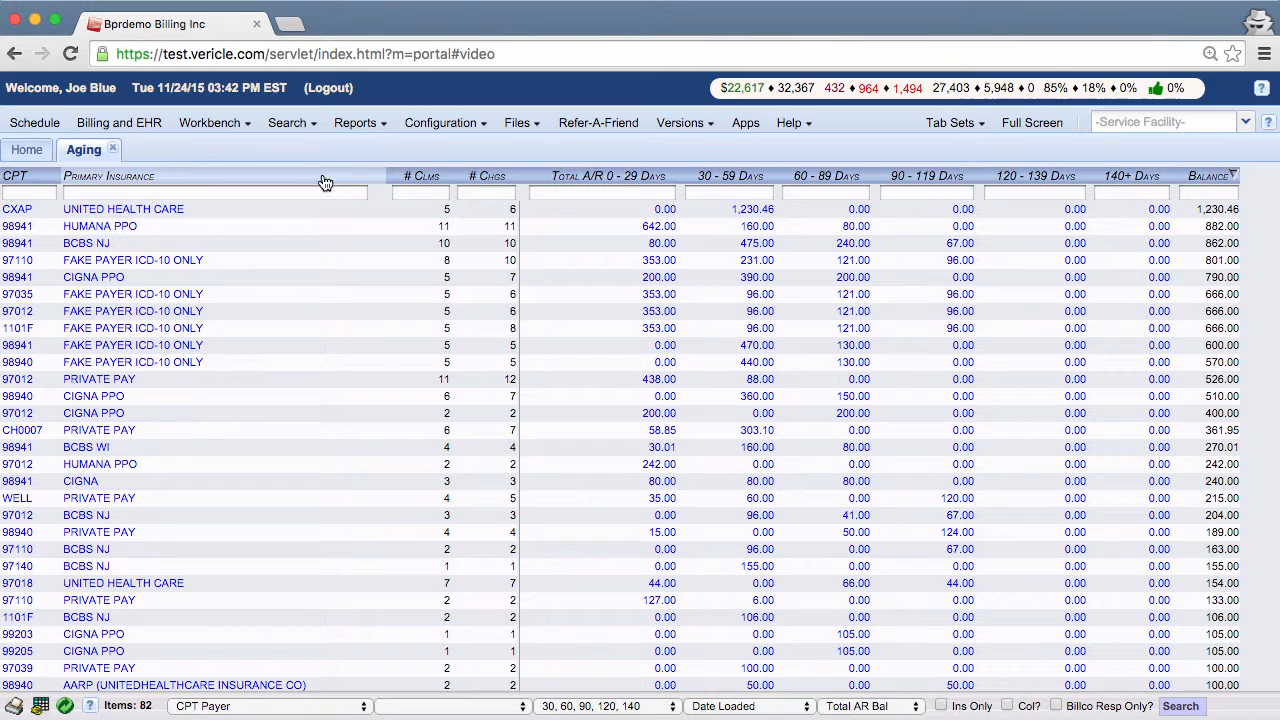 Bprdemo Billing Inc
https://test.vericle.com/servlet/index.html?m=portal#video
Welcome, Joe Blue Tue 11/24/15 03:42 PM EST (Logout) $22,617 ♦ 32,367 432 ♦ 964 ♦ 1,494 27,403 ♦ 5,948 ♦ 0 85% ♦ 18% ♦ 0% 0% ?
Schedule Billing and EHR Workbench Search Reports Configuration Files Refer-A-Friend Versions Apps Help Tab Sets Full Screen -Service Facility- ?
Home Aging
CPT Primary Insurance # Clms # Chgs Total A/R 0 - 29 Days 30 - 59 Days 60 - 89 Days 90 - 119 Days 120 - 139 Days 140+ Days Balance
CXAP UNITED HEALTH CARE 5 6 0.00 1,230.46 0.00 0.00 0.00 0.00 1,230.46
98941 HUMANA PPO 11 11 642.00 160.00 80.00 0.00 0.00 0.00 882.00
98941 BCBS NJ 10 10 80.00 475.00 240.00 67.00 0.00 0.00 862.00
97110 FAKE PAYER ICD-10 ONLY 8 10 353.00 231.00 121.00 96.00 0.00 0.00 801.00
98941 CIGNA PPO 5 7 200.00 390.00 200.00 0.00 0.00 0.00 790.00
97035 FAKE PAYER ICD-10 ONLY 5 6 353.00 96.00 121.00 96.00 0.00 0.00 666.00
97012 FAKE PAYER ICD-10 ONLY 5 6 353.00 96.00 121.00 96.00 0.00 0.00 666.00
1101F FAKE PAYER ICD-10 ONLY 5 8 353.00 96.00 121.00 96.00 0.00 0.00 666.00
98941 FAKE PAYER ICD-10 ONLY 5 5 0.00 470.00 130.00 0.00 0.00 0.00 600.00
98940 FAKE PAYER ICD-10 ONLY 5 5 0.00 440.00 130.00 0.00 0.00 0.00 570.00
97012 PRIVATE PAY 11 12 438.00 88.00 0.00 0.00 0.00 0.00 526.00
98940 CIGNA PPO 6 7 0.00 360.00 150.00 0.00 0.00 0.00 510.00
97012 CIGNA PPO 2 2 200.00 0.00 200.00 0.00 0.00 0.00 400.00
CH0007 PRIVATE PAY 6 7 58.85 303.10 0.00 0.00 0.00 0.00 361.95
98941 BCBS WI 4 4 30.01 160.00 80.00 0.00 0.00 0.00 270.01
97012 HUMANA PPO 2 2 242.00 0.00 0.00 0.00 0.00 0.00 242.00
98941 CIGNA 3 3 80.00 80.00 80.00 0.00 0.00 0.00 240.00
WELL PRIVATE PAY 4 5 35.00 60.00 0.00 120.00 0.00 0.00 215.00
97012 BCBS NJ 3 3 0.00 96.00 41.00 67.00 0.00 0.00 204.00
98940 PRIVATE PAY 4 4 15.00 0.00 50.00 124.00 0.00 0.00 189.00
97110 BCBS NJ 2 2 0.00 96.00 0.00 67.00 0.00 0.00 163.00
97140 BCBS NJ 1 1 0.00 155.00 0.00 0.00 0.00 0.00 155.00
97018 UNITED HEALTH CARE 7 7 44.00 0.00 66.00 44.00 0.00 0.00 154.00
97110 PRIVATE PAY 2 2 127.00 6.00 0.00 0.00 0.00 0.00 133.00
1101F BCBS NJ 2 2 0.00 106.00 0.00 0.00 0.00 0.00 106.00
99203 CIGNA PPO 1 1 0.00 0.00 105.00 0.00 0.00 0.00 105.00
99205 CIGNA PPO 1 1 0.00 0.00 105.00 0.00 0.00 0.00 105.00
97039 PRIVATE PAY 2 2 0.00 100.00 0.00 0.00 0.00 0.00 100.00
98940 AARP (UNITEDHEALTHCARE INSURANCE CO) 2 2 0.00 50.00 0.00 50.00 0.00 0.00 100.00
? Items: 82 CPT Payer 30, 60, 90, 120, 140 Date Loaded Total AR Bal Ins Only Col? Billco Resp Only? Search